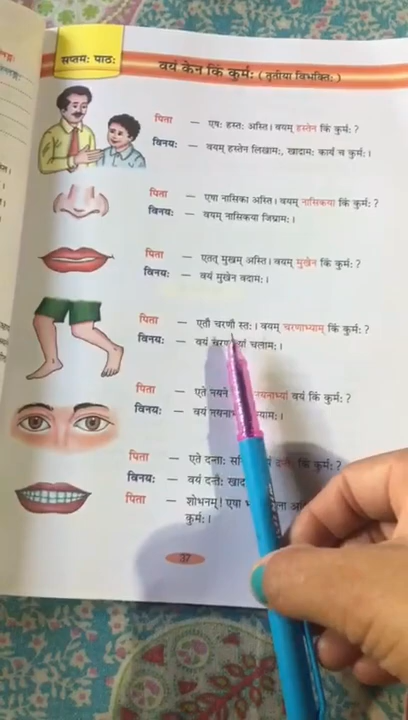 सप्तमः पाठः
वयं केन किं कुर्मः (तृतीया विभक्तिः)
पिता — एषः हस्तः अस्ति। वयम् हस्तेन किं कुर्मः?
विनयः — वयम् हस्तेन लिखामः, खादामः कार्यं च कुर्मः।
पिता — एषा नासिका अस्ति। वयम् नासिकया किं कुर्मः?
विनयः — वयम् नासिकया जिघ्रामः।
पिता — एतत् मुखम् अस्ति। वयम् मुखेन किं कुर्मः?
विनयः — वयं मुखेन वदामः।
पिता — एतौ चरणौ स्तः। वयम् चरणाभ्याम् किं कुर्मः?
विनयः — वयं चलामः।
पिता — एते नयने नयनाभ्यां वयं किं कुर्मः?
विनयः — वयं
पिता — एते दन्ताः किं कुर्मः?
विनयः — वयं दन्तैः
पिता — शोभनम्! एषा
कुर्मः।
37